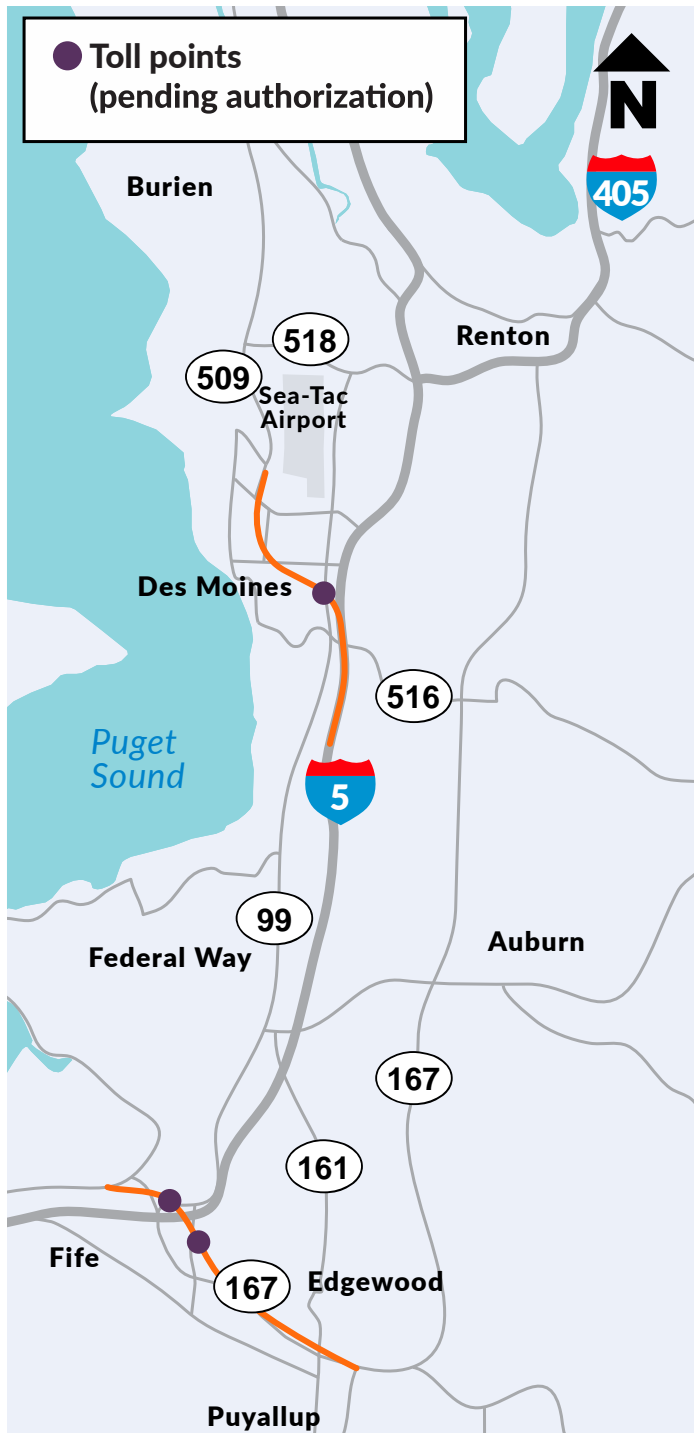 Toll points
(pending authorization)
N
Burien
405
518
Renton
509
Sea-Tac
Airport
Des Moines
516
Puget
Sound
5
99
Auburn
Federal Way
167
161
Fife
167
Edgewood
Puyallup